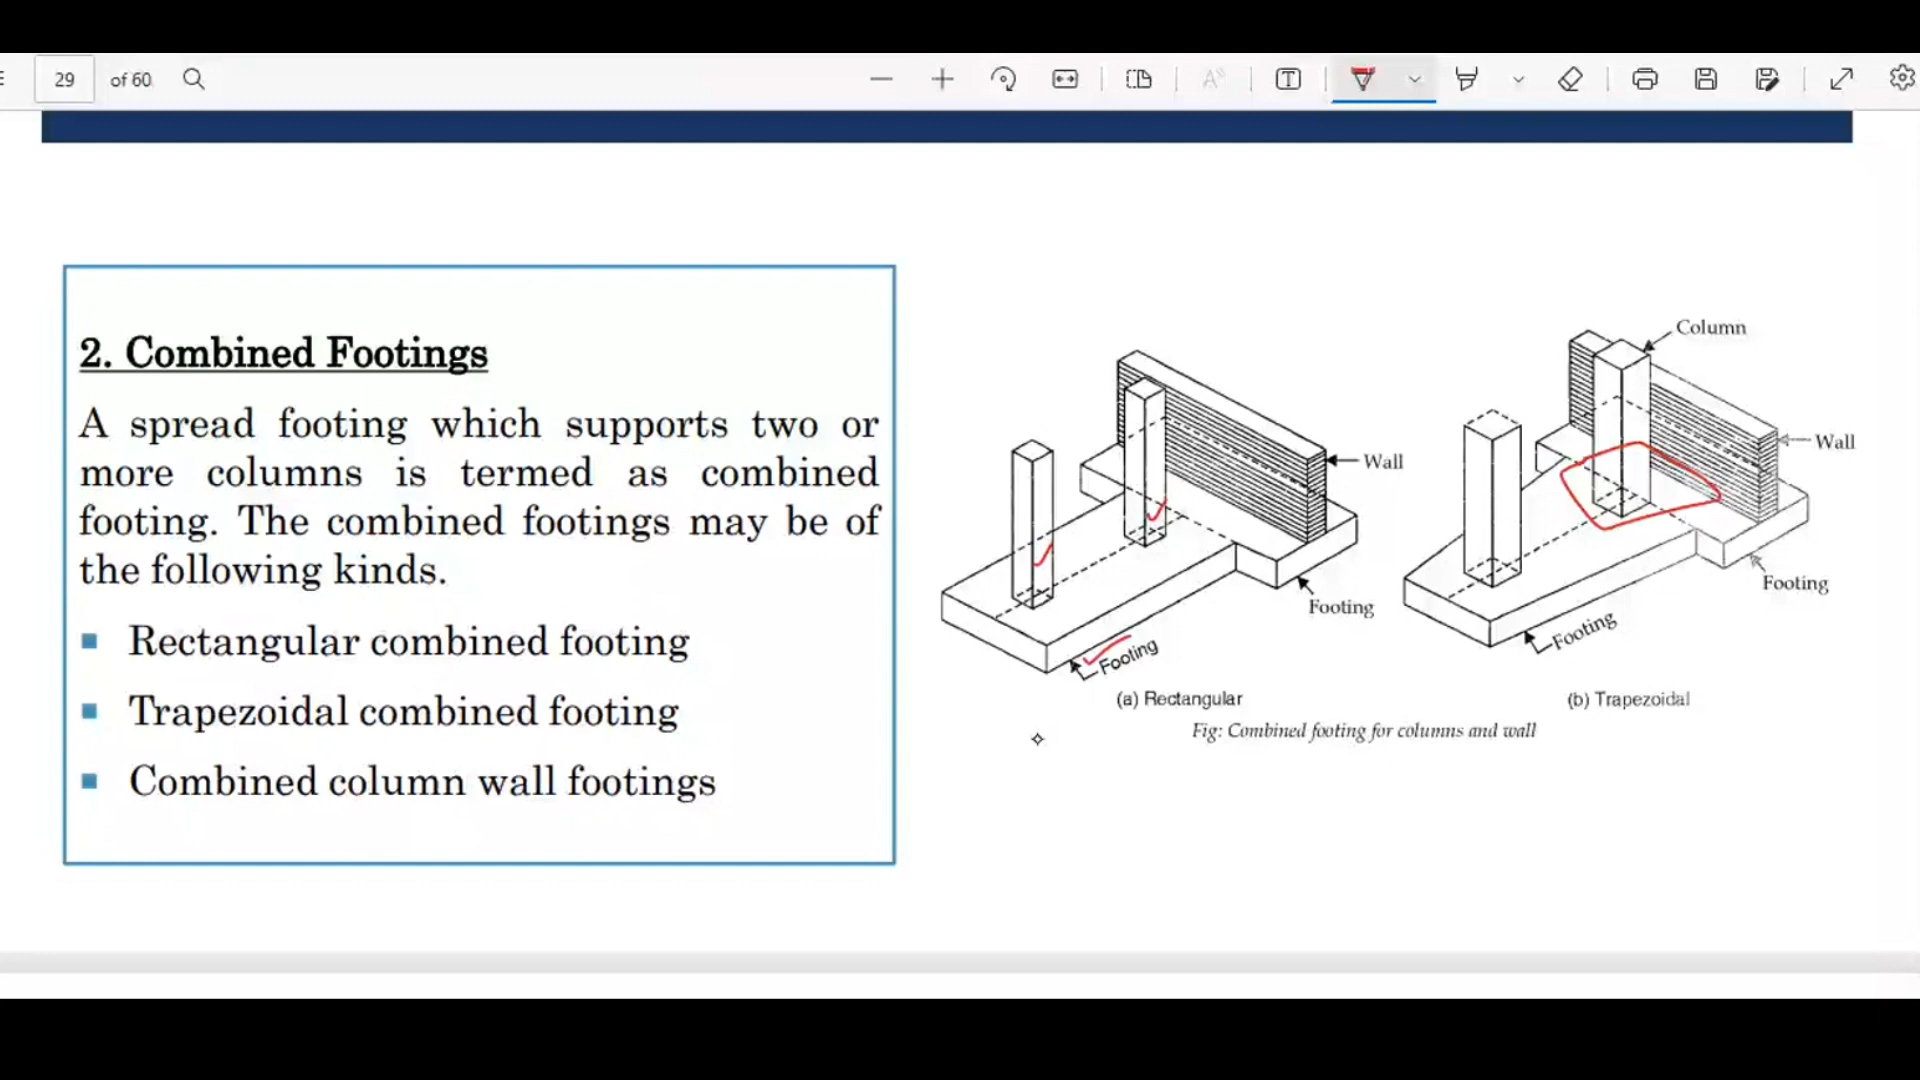 29 of 60
2. Combined Footings
A spread footing which supports two or
more columns is termed as combined
footing. The combined footings may be of
the following kinds.
Rectangular combined footing
Trapezoidal combined footing
Combined column wall footings
Wall
Footing
Footing
(a) Rectangular
Column
Wall
Footing
Footing
(b) Trapezoidal
Fig: Combined footing for columns and wall